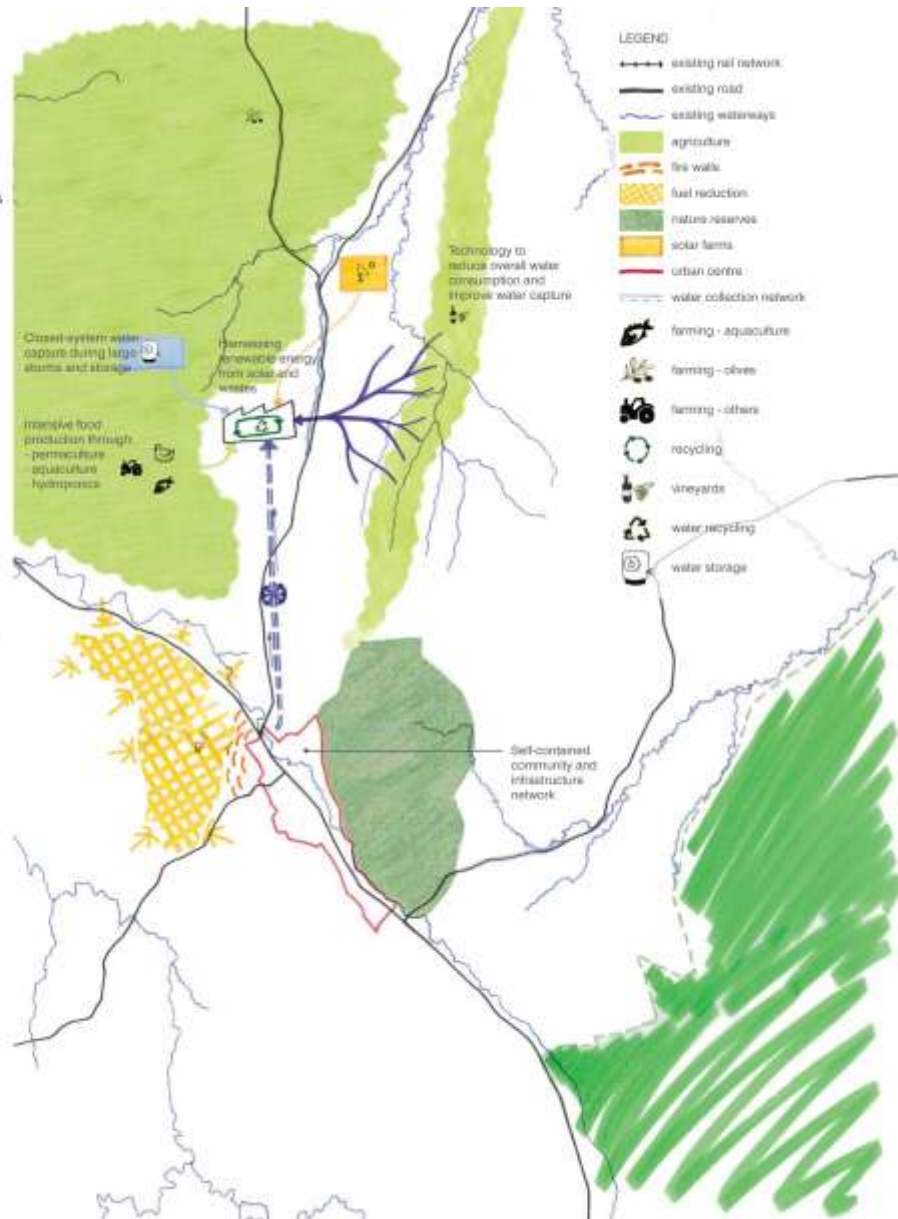 LEGEND
existing rail network
existing road
existing waterways
agriculture
fire walls
fuel reduction
nature reserves
solar farms
urban centre
water collection network
farming - aquaculture
farming - olives
farming - others
recycling
vineyards
water recycling
water storage
Technology to
reduce overall water
consumption and
improve water capture
Closed-system water
capture during large
storms and storage
Harnessing
renewable energy
from solar and
wastes
Intensive food
production through
- permaculture
- aquaculture
- hydroponics
Self-contained
community and
infrastructure
network